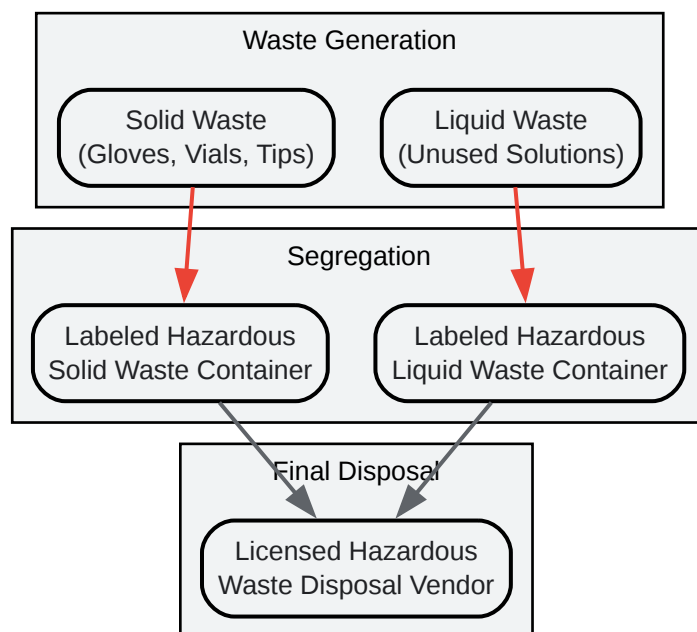 Waste Generation
Solid Waste
(Gloves, Vials, Tips)
Liquid Waste
(Unused Solutions)
Segregation
Labeled Hazardous
Solid Waste Container
Labeled Hazardous
Liquid Waste Container
Final Disposal
Licensed Hazardous
Waste Disposal Vendor